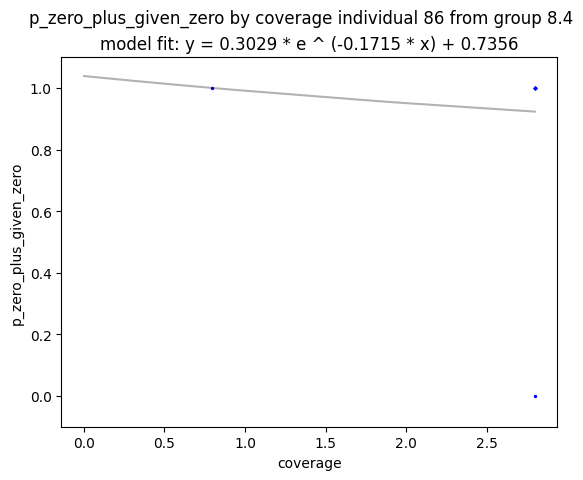 p_zero_plus_given_zero by coverage individual 86 from group 8.4
model fit: y = 0.3029 * e ^ (-0.1715 * x) + 0.7356
1.0
0.8
0.6
0.4
0.2
0.0
p_zero_plus_given_zero
0.0 0.5 1.0 1.5 2.0 2.5
coverage